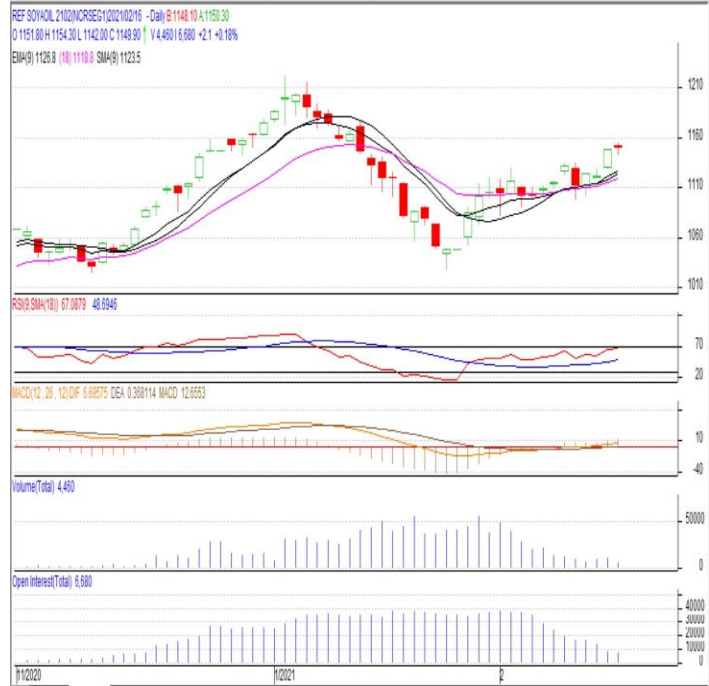 REF SOYAOIL 2102(NCRSEG1)2021/02/16 - Daily B:1148.10 A:1150.30
O 1151.80 H 1154.30 L 1142.00 C 1149.90 ↑ V 4,460 I 6,680 +2.1 +0.18%
EMA(9) 1126.8 (18) 1118.8 SMA(9) 1123.5
1210
1160
1110
1060
1010
RSI(9,SMA(18)) 67.0879 48.6946
70
20
MACD(12, 26, 12) DIF 6.69575 DEA 0.368114 MACD 12.6553
10
-40
Volume(Total) 4,460
50000
0
Open Interest(Total) 6,680
40000
30000
20000
10000
0
11/2020 1/2021 2